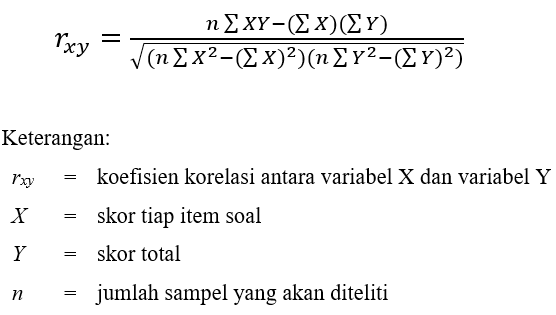 r_xy = (n ∑ XY−(∑ X)(∑ Y)) / √((n ∑ X²−(∑ X)²)(n ∑ Y²−(∑ Y)²))
Keterangan:
r_xy = koefisien korelasi antara variabel X dan variabel Y
X = skor tiap item soal
Y = skor total
n = jumlah sampel yang akan diteliti